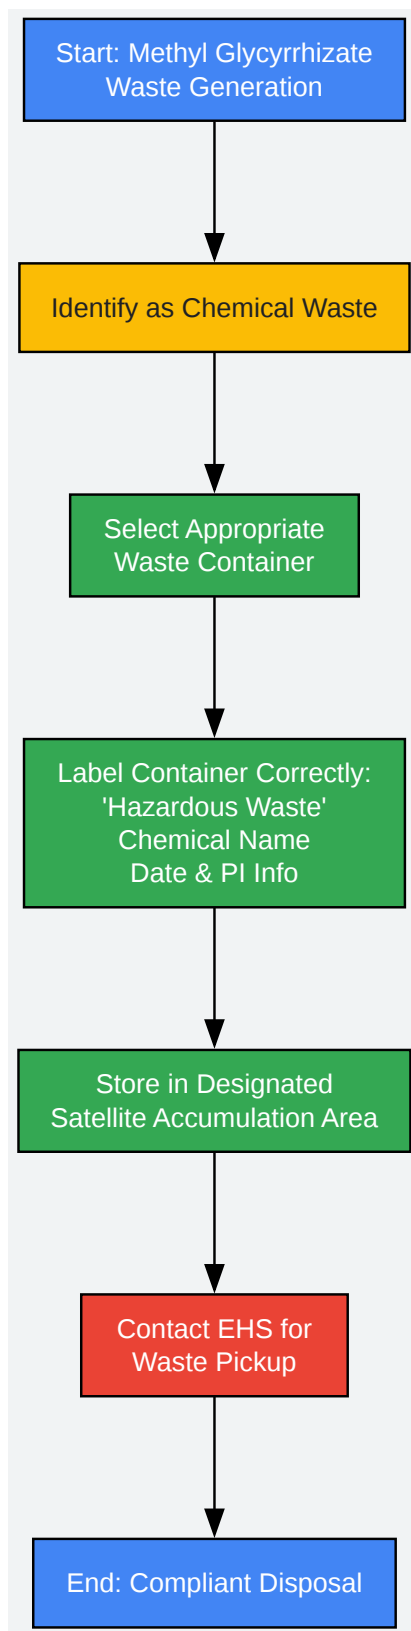 Start: Methyl Glycyrrhizate
Waste Generation
Identify as Chemical Waste
Select Appropriate
Waste Container
Label Container Correctly:
'Hazardous Waste'
Chemical Name
Date & PI Info
Store in Designated
Satellite Accumulation Area
Contact EHS for
Waste Pickup
End: Compliant Disposal